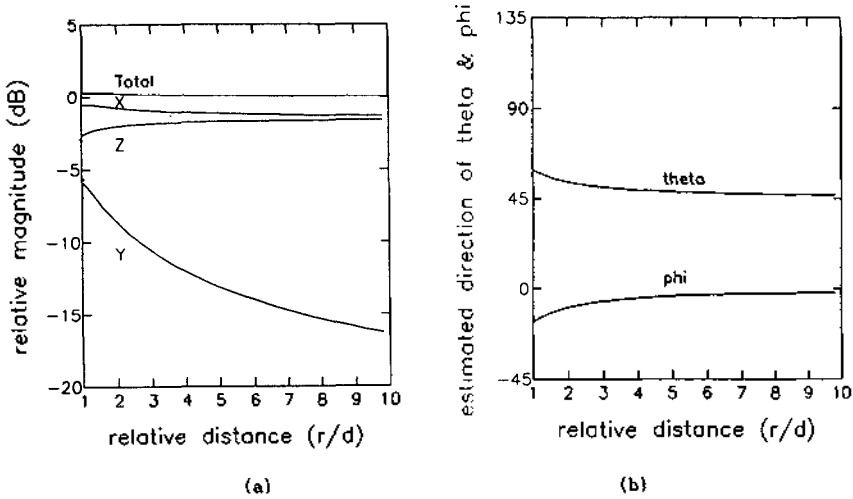 5
0
-5
-10
-15
-20
relative magnitude (dB)
Total
X
Z
Y
1 2 3 4 5 6 7 8 9 10
relative distance (r/d)
(a)
135
90
45
0
-45
estimated direction of theta & phi
theta
phi
1 2 3 4 5 6 7 8 9 10
relative distance (r/d)
(b)